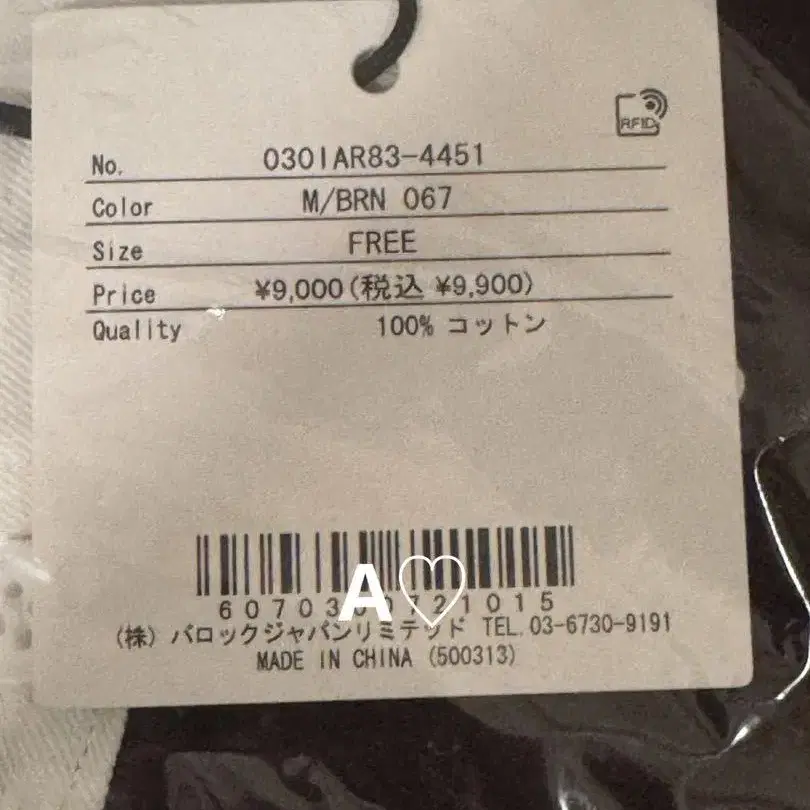 RFID
No. 030IAR83-4451
Color M/BRN 067
Size FREE
Price ¥9,000(税込 ¥9,900)
Quality 100% コットン
A♡
(株) バロックジャパンリミテッド TEL.03-6730-9191
MADE IN CHINA (500313)